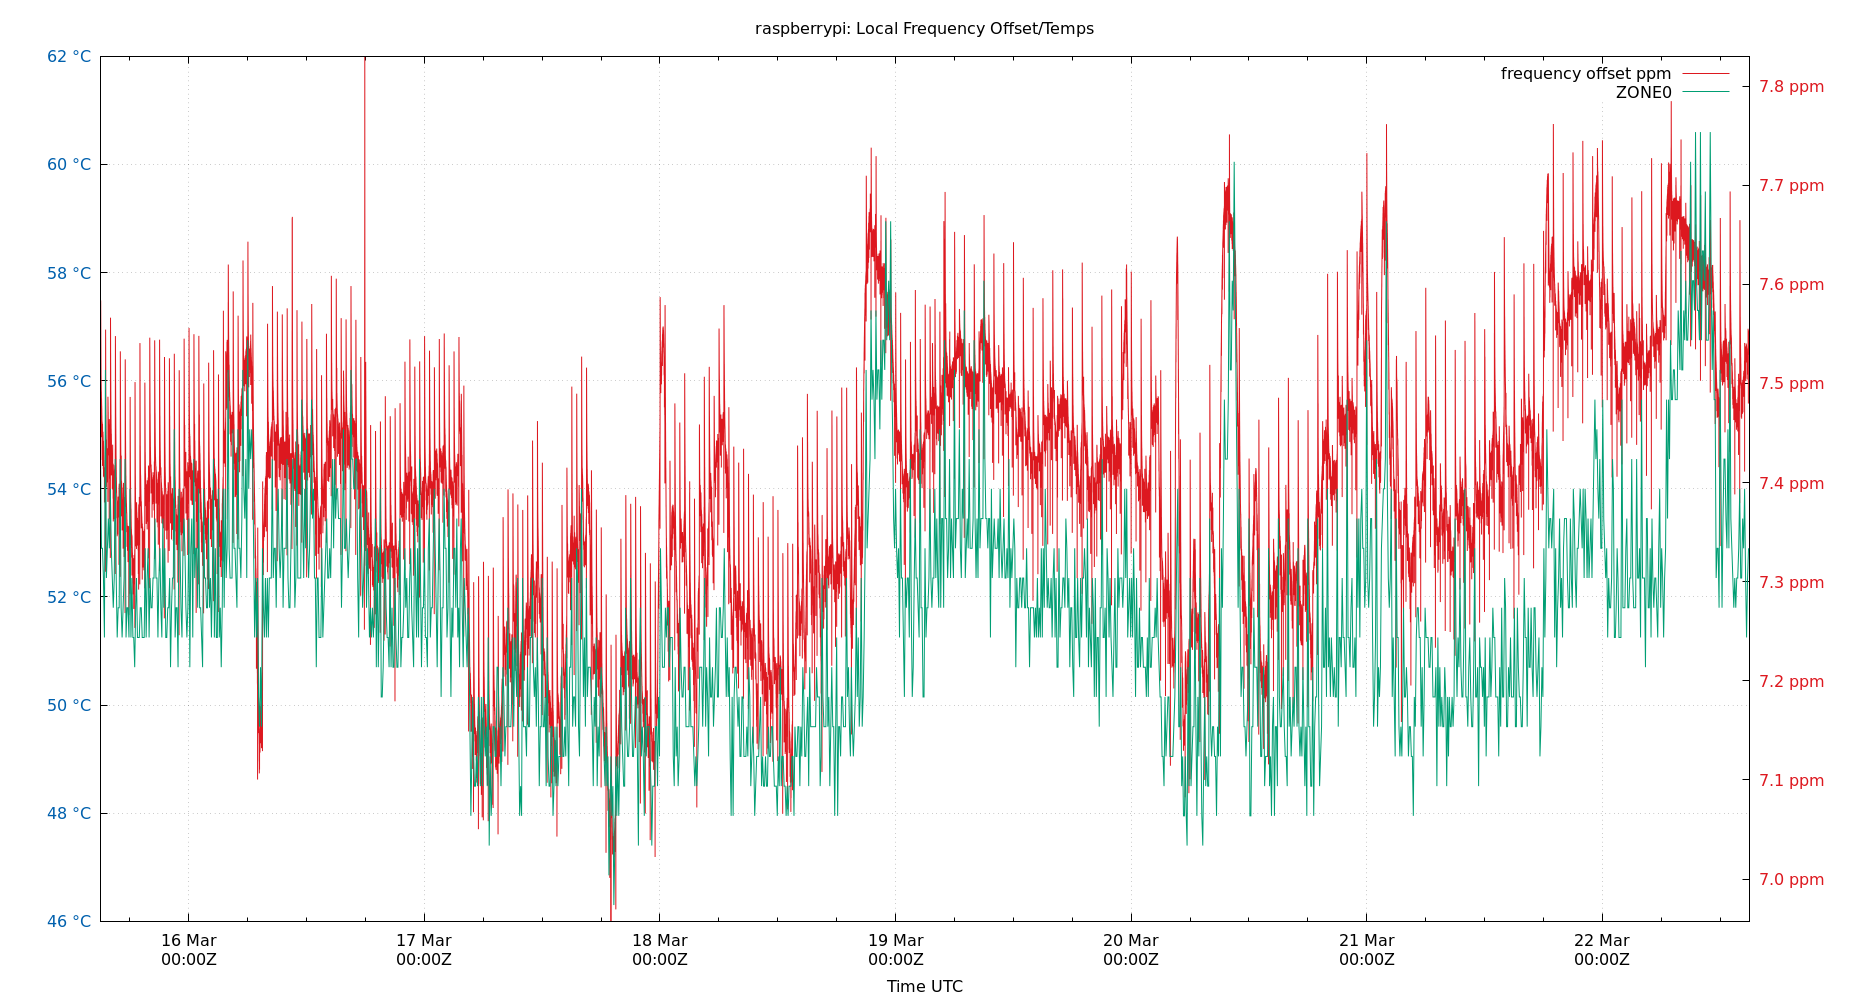 raspberrypi: Local Frequency Offset/Temps
frequency offset ppm
ZONE0
62 °C
60 °C
58 °C
56 °C
54 °C
52 °C
50 °C
48 °C
46 °C
7.8 ppm
7.7 ppm
7.6 ppm
7.5 ppm
7.4 ppm
7.3 ppm
7.2 ppm
7.1 ppm
7.0 ppm
16 Mar
00:00Z
17 Mar
00:00Z
18 Mar
00:00Z
19 Mar
00:00Z
20 Mar
00:00Z
21 Mar
00:00Z
22 Mar
00:00Z
Time UTC